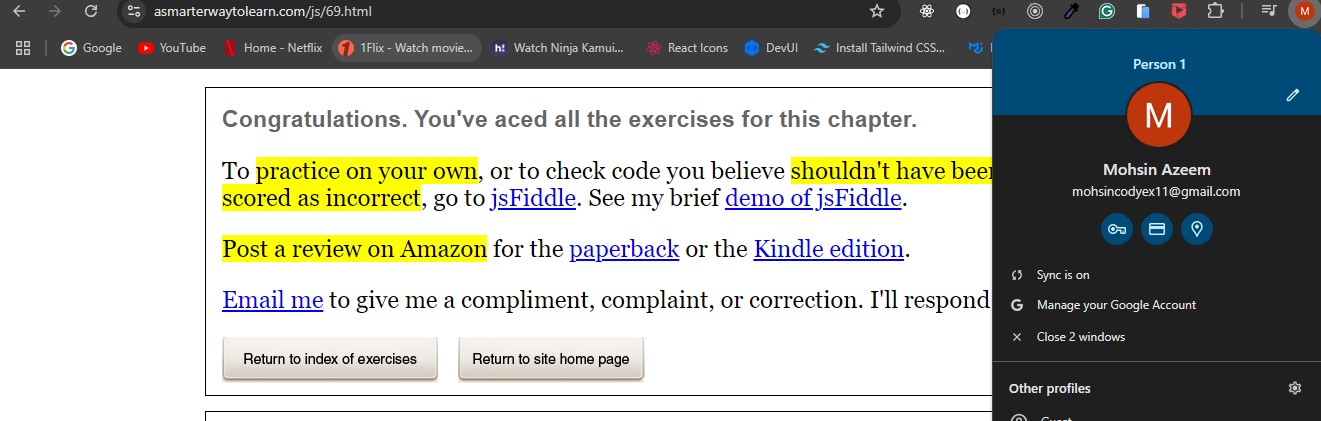 asmarterwaytolearn.com/js/69.html
M
Google YouTube Home - Netflix 1Flix - Watch movie... h! Watch Ninja Kamui... React Icons DevUI Install Tailwind CSS...
Person 1
M
Mohsin Azeem
mohsincodyex11@gmail.com
Sync is on
Manage your Google Account
Close 2 windows
Other profiles
Guest
Congratulations. You've aced all the exercises for this chapter.
To practice on your own, or to check code you believe shouldn't have been
scored as incorrect, go to jsFiddle. See my brief demo of jsFiddle.
Post a review on Amazon for the paperback or the Kindle edition.
Email me to give me a compliment, complaint, or correction. I'll respond
Return to index of exercises Return to site home page